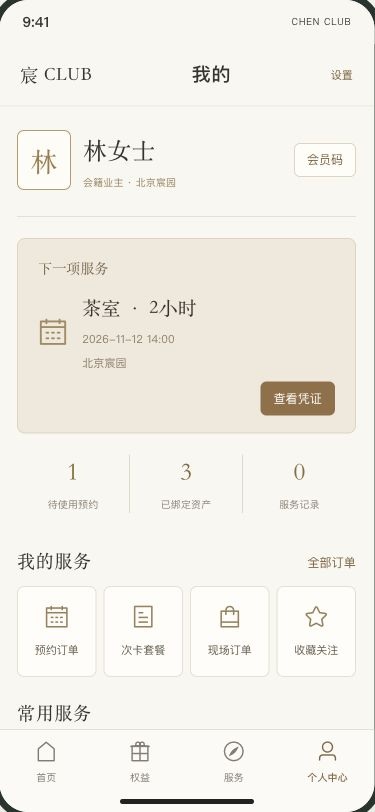 9:41 CHEN CLUB
宸 CLUB 我的 设置
林 林女士 会员码
会籍业主 · 北京宸园
下一项服务
茶室 · 2小时
2026-11-12 14:00
北京宸园
查看凭证
1 3 0
待使用预约 已绑定资产 服务记录
我的服务 全部订单
预约订单 次卡套餐 现场订单 收藏关注
常用服务
首页 权益 服务 个人中心